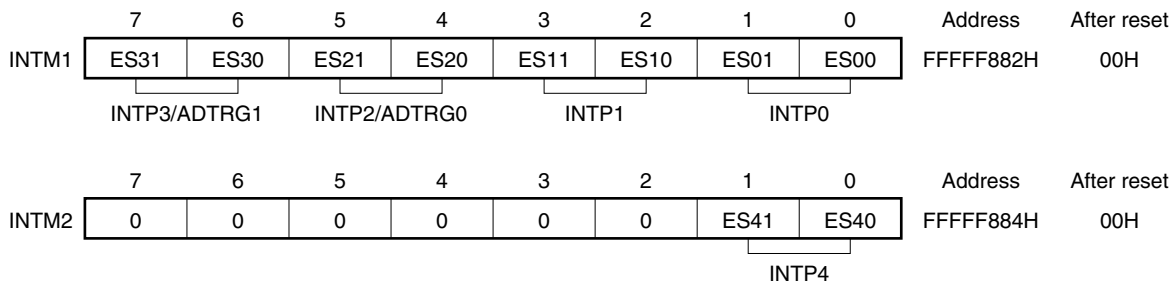 7 6 5 4 3 2 1 0 Address After reset
INTM1 ES31 ES30 ES21 ES20 ES11 ES10 ES01 ES00 FFFFF882H 00H
INTP3/ADTRG1 INTP2/ADTRG0 INTP1 INTP0
7 6 5 4 3 2 1 0 Address After reset
INTM2 0 0 0 0 0 0 ES41 ES40 FFFFF884H 00H
INTP4